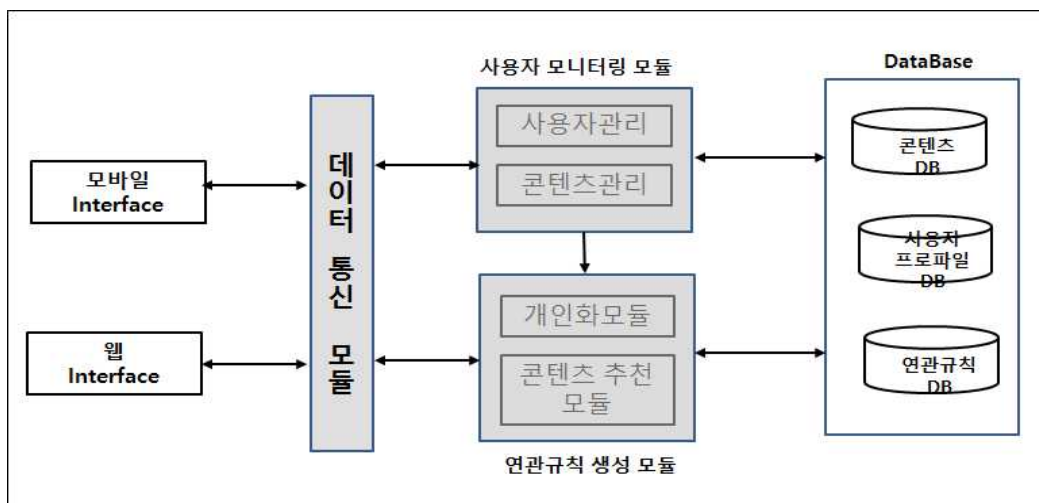 사용자 모니터링 모듈
DataBase
모바일
Interface
웹
Interface
데이터 통신 모듈
사용자관리
콘텐츠관리
개인화모듈
콘텐츠 추천
모듈
연관규칙 생성 모듈
콘텐츠
DB
사용자
프로파일
DB
연관규칙
DB